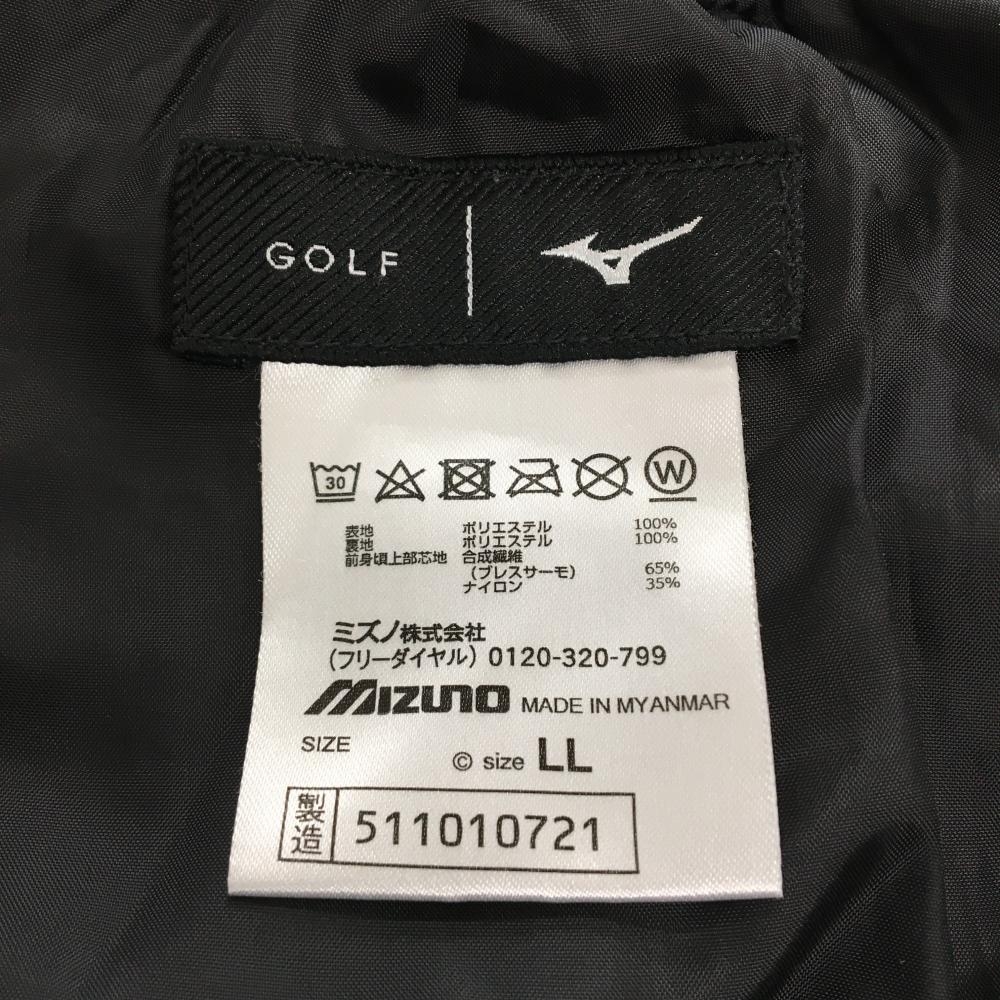 GOLF
30
W
表地 ポリエステル 100%
裏地 ポリエステル 100%
前身頃上部芯地 合成繊維
(ブレスサーモ) 65%
ナイロン 35%
ミズノ株式会社
(フリーダイヤル) 0120-320-799
MIZUNO MADE IN MYANMAR
SIZE
© size LL
製造 511010721